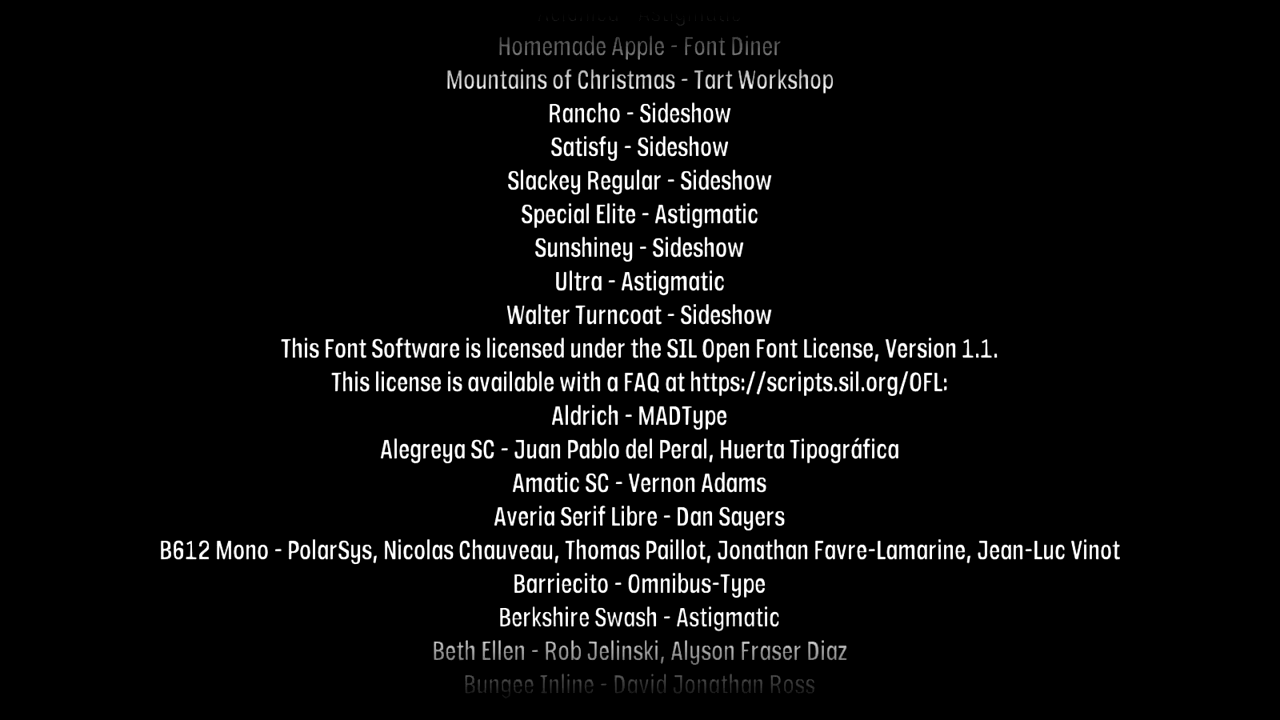 Homemade Apple - Font Diner
Mountains of Christmas - Tart Workshop
Rancho - Sideshow
Satisfy - Sideshow
Slackey Regular - Sideshow
Special Elite - Astigmatic
Sunshiney - Sideshow
Ultra - Astigmatic
Walter Turncoat - Sideshow
This Font Software is licensed under the SIL Open Font License, Version 1.1.
This license is available with a FAQ at https://scripts.sil.org/OFL:
Aldrich - MADType
Alegreya SC - Juan Pablo del Peral, Huerta Tipográfica
Amatic SC - Vernon Adams
Averia Serif Libre - Dan Sayers
B612 Mono - PolarSys, Nicolas Chauveau, Thomas Paillot, Jonathan Favre-Lamarine, Jean-Luc Vinot
Barriecito - Omnibus-Type
Berkshire Swash - Astigmatic
Beth Ellen - Rob Jelinski, Alyson Fraser Diaz
Bungee Inline - David Jonathan Ross